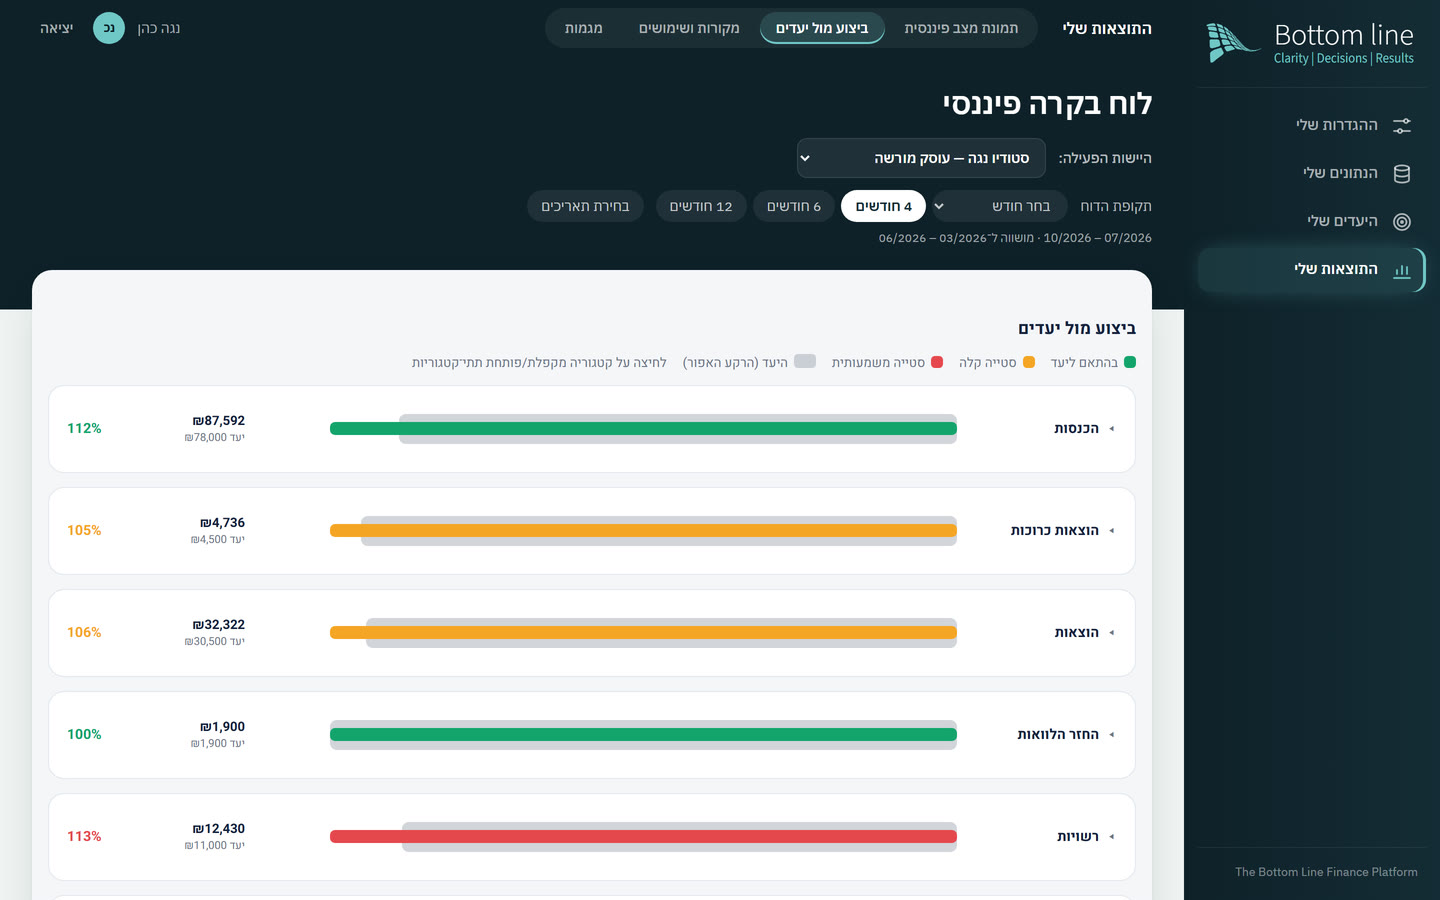 Bottom line
Clarity | Decisions | Results
ההגדרות שלי
הנתונים שלי
היעדים שלי
התוצאות שלי
The Bottom Line Finance Platform
התוצאות שלי
תמונת מצב פיננסית
ביצוע מול יעדים
מקורות ושימושים
מגמות
נגה כהן
נכ
יציאה
לוח בקרה פיננסי
היישות הפעילה:
סטודיו נגה — עוסק מורשה
תקופת הדוח
בחר חודש
4 חודשים
6 חודשים
12 חודשים
בחירת תאריכים
07/2026 – 10/2026 · מושווה ל־03/2026 – 06/2026
ביצוע מול יעדים
בהתאם ליעד
סטייה קלה
סטייה משמעותית
היעד (הרקע האפור)
לחיצה על קטגוריה מקפלת/פותחת תתי־קטגוריות
הכנסות
₪87,592
יעד ₪78,000
112%
הוצאות כרוכות
₪4,736
יעד ₪4,500
105%
הוצאות
₪32,322
יעד ₪30,500
106%
החזר הלוואות
₪1,900
יעד ₪1,900
100%
רשויות
₪12,430
יעד ₪11,000
113%